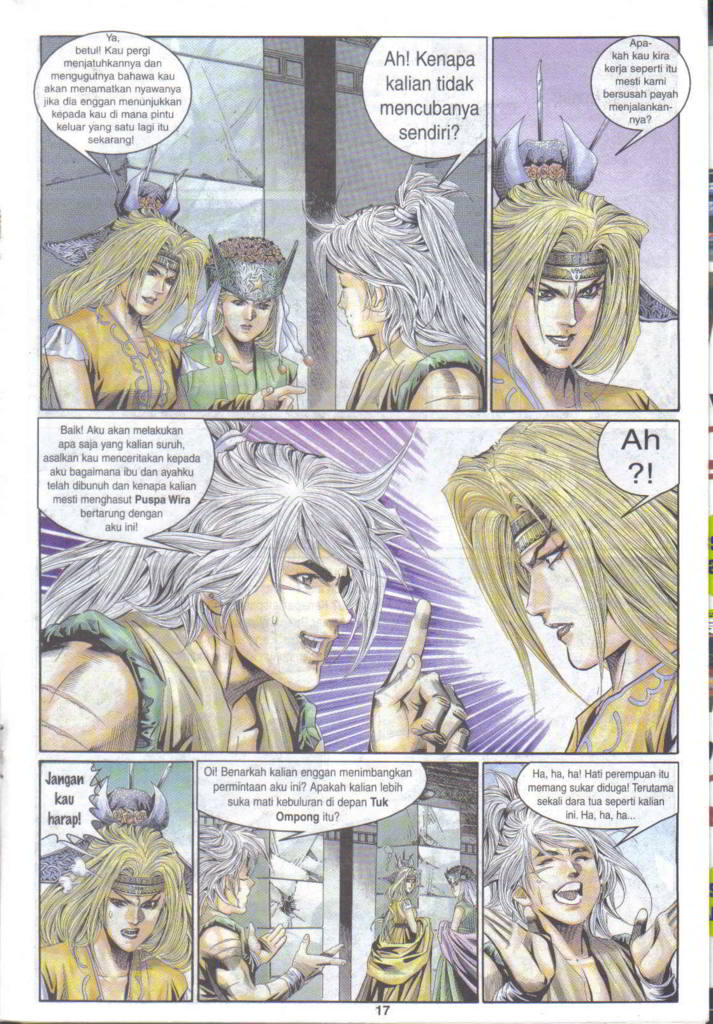 Ya,
betul! Kau pergi
menjatuhkannya dan
mengugutnya bahawa kau
akan menamatkan nyawanya
jika dia enggan menunjukkan
kepada kau di mana pintu
keluar yang satu lagi itu
sekarang!
Ah! Kenapa
kalian tidak
mencubanya
sendiri?
Apa-
kah kau kira
kerja seperti itu
mesti kami
bersusah payah
menjalankan-
nya?
Baik! Aku akan melakukan
apa saja yang kalian suruh,
asalkan kau menceritakan kepada
aku bagaimana ibu dan ayahku
telah dibunuh dan kenapa kalian
mesti menghasut Puspa Wira
bertarung dengan
aku ini!
Ah
?!
Jangan
kau
harap!
Oi! Benarkah kalian enggan menimbangkan
permintaan aku ini? Apakah kalian lebih
suka mati kebuluran di depan Tuk
Ompong itu?
Ha, ha, ha! Hati perempuan itu
memang sukar diduga! Terutama
sekali dara tua seperti kalian
ini. Ha, ha, ha...
17